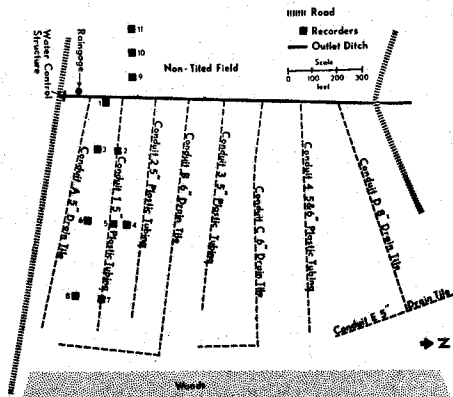 Road
Recorders
Outlet Ditch
Scale
0 100 200 300
feet
11
10
9
Non-Tiled Field
Raingage
Water Control
Structure
1
2
3
4
5
6
7
8
Conduit A 5" Drain Tile
Conduit 1 5" Plastic Tubing
Conduit 2 5" Plastic Tubing
Conduit B 6" Drain Tile
Conduit 3 5" Plastic Tubing
Conduit C 6" Drain Tile
Conduit 4 5&6" Plastic Tubing
Conduit D 8" Drain Tile
Conduit E 5" Drain Tile
N
Woods